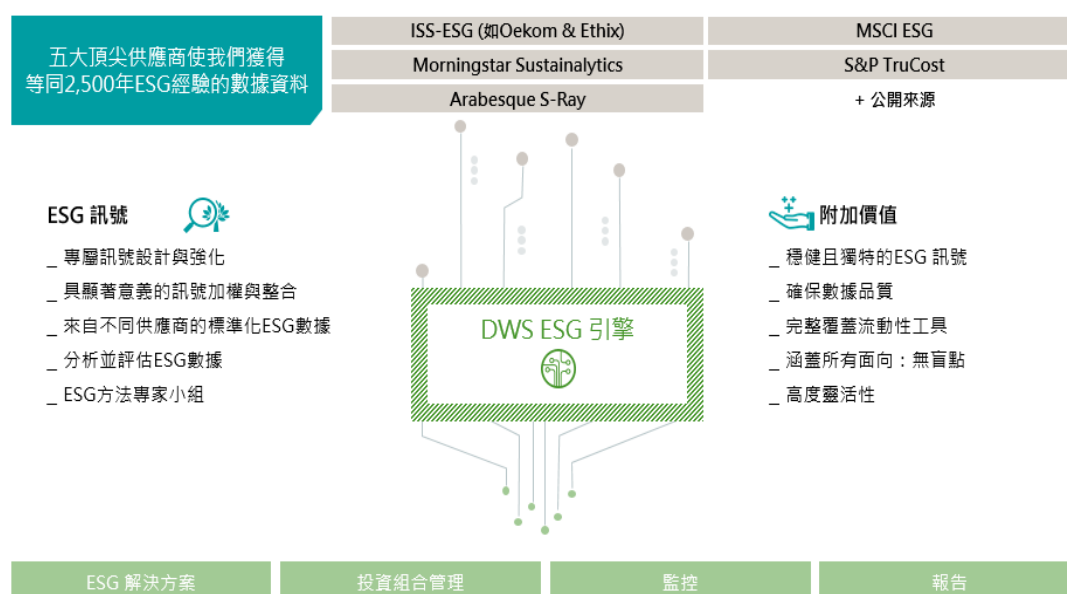 五大頂尖供應商使我們獲得
等同2,500年ESG經驗的數據資料
ISS-ESG (如Oekom & Ethix)
MSCI ESG
Morningstar Sustainalytics
S&P TruCost
Arabesque S-Ray
+ 公開來源
ESG 訊號
_ 專屬訊號設計與強化
_ 具顯著意義的訊號加權與整合
_ 來自不同供應商的標準化ESG數據
_ 分析並評估ESG數據
_ ESG方法專家小組
DWS ESG 引擎
附加價值
_ 穩健且獨特的ESG 訊號
_ 確保數據品質
_ 完整覆蓋流動性工具
_ 涵蓋所有面向：無盲點
_ 高度靈活性
ESG 解決方案
投資組合管理
監控
報告